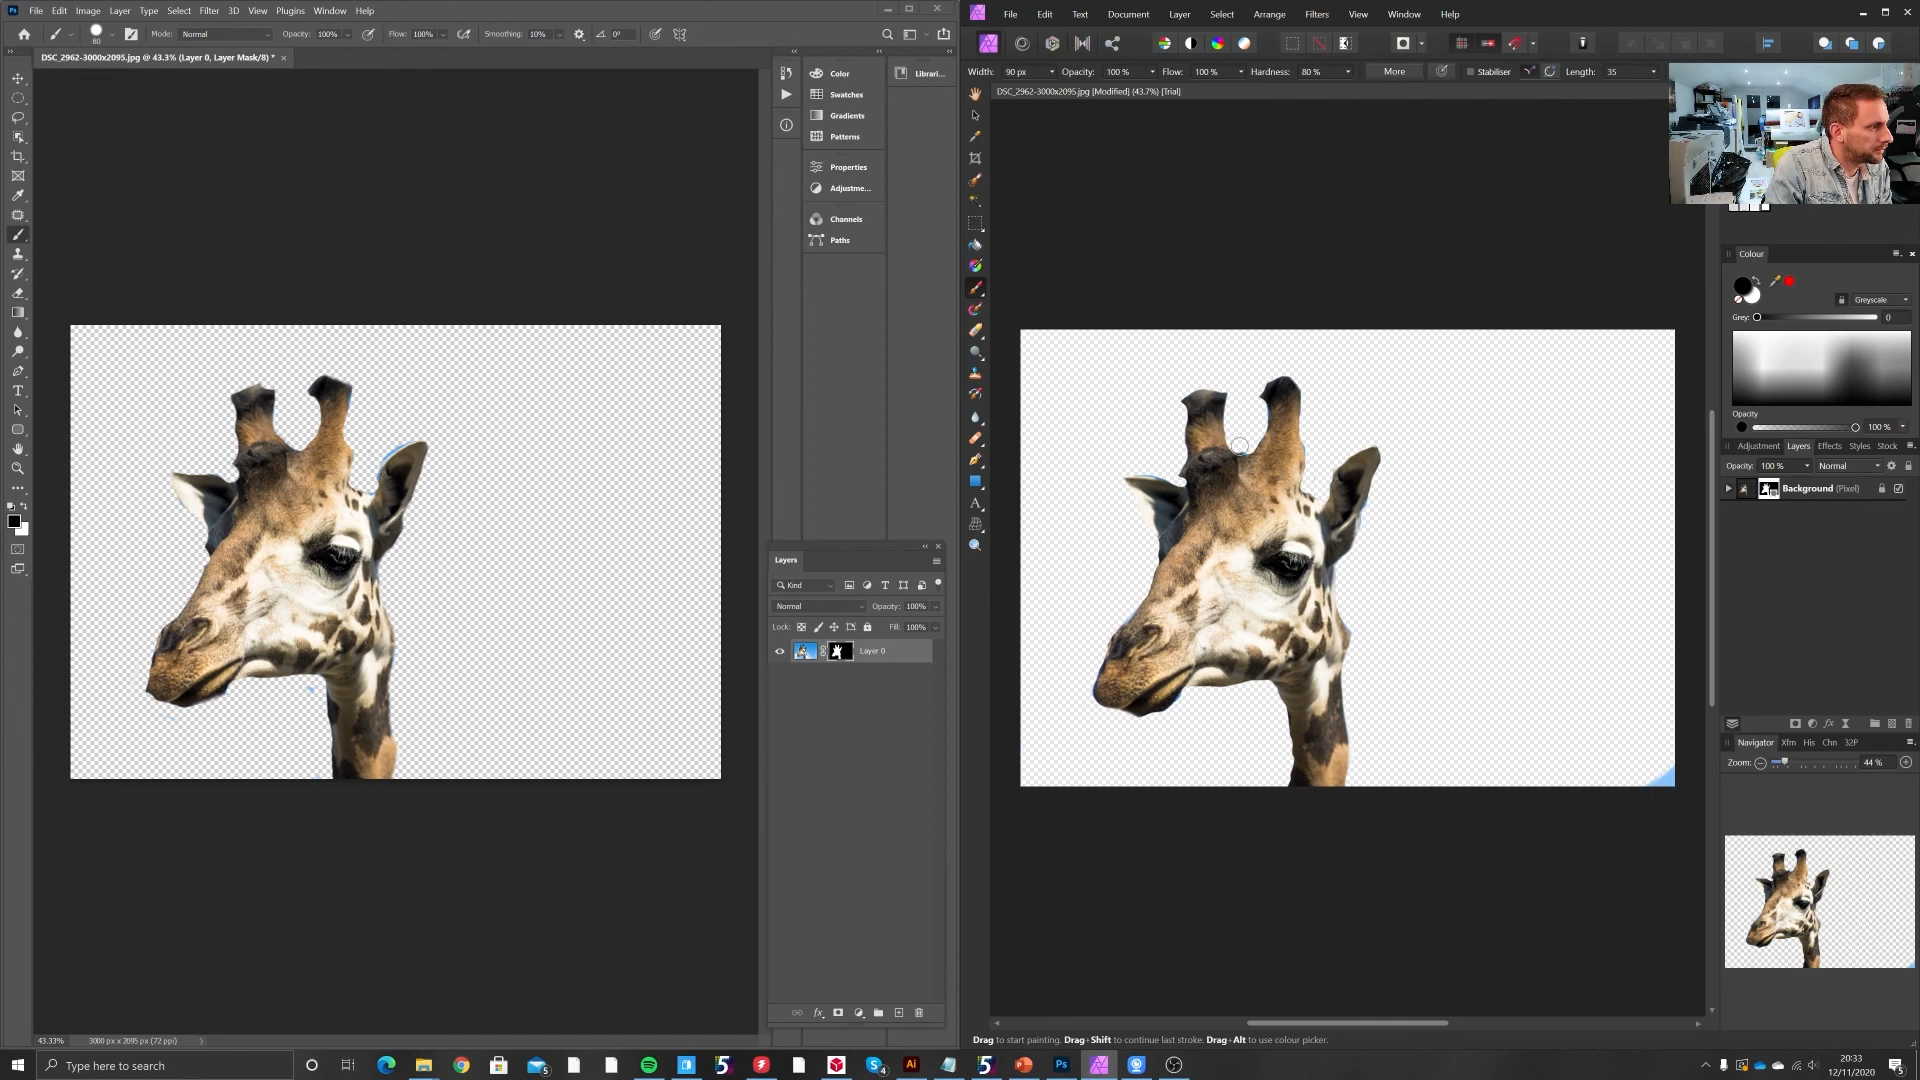 File Edit Image Layer Type Select Filter 3D View Plugins Window Help
80 Mode: Normal Opacity: 100% Flow: 100% Smoothing: 10% 0°
DSC_2962-3000x2095.jpg @ 43.3% (Layer 0, Layer Mask/8) *
Color
Swatches
Gradients
Patterns
Properties
Adjustme...
Channels
Paths
Librari...
Layers
Kind
Normal Opacity: 100%
Lock: Fill: 100%
Layer 0
43.33% 3000 px x 2095 px (72 ppi)
File Edit Text Document Layer Select Arrange Filters View Window Help
Width: 90 px Opacity: 100 % Flow: 100 % Hardness: 80 % More Stabiliser Length: 35
DSC_2962-3000x2095.jpg [Modified] (43.7%) [Trial]
Colour
Greyscale
Grey: 0
Opacity
100 %
Adjustment Layers Effects Styles Stock
Opacity: 100 % Normal
Background (Pixel)
Navigator Xfm His Chn 32P
Zoom: 44 %
Drag to start painting. Drag+Shift to continue last stroke. Drag+Alt to use colour picker.
Type here to search
20:33
12/11/2020